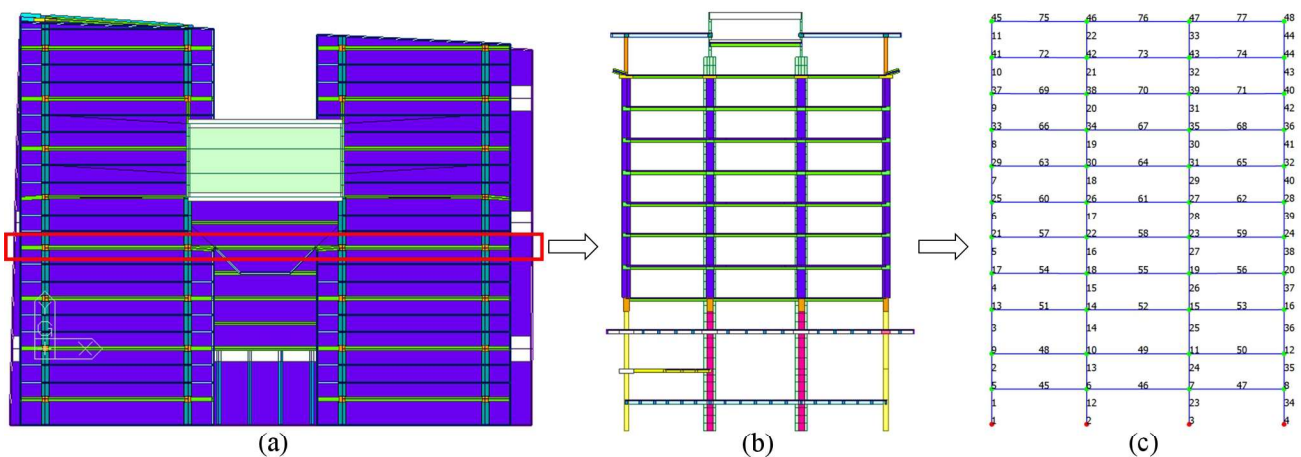 45 75 46 76 47 77 48
11 22 33 44
41 72 42 73 43 74 44
10 21 32 43
37 69 38 70 39 71 40
9 20 31 42
33 66 34 67 35 68 36
8 19 30 41
29 63 30 64 31 65 32
7 18 29 40
25 60 26 61 27 62 28
6 17 28 39
21 57 22 58 23 59 24
5 16 27 38
17 54 18 55 19 56 20
4 15 26 37
13 51 14 52 15 53 16
3 14 25 36
9 48 10 49 11 50 12
2 13 24 35
5 45 6 46 7 47 8
1 12 23 34
1 2 3 4
Y
G
X
(a) (b) (c)